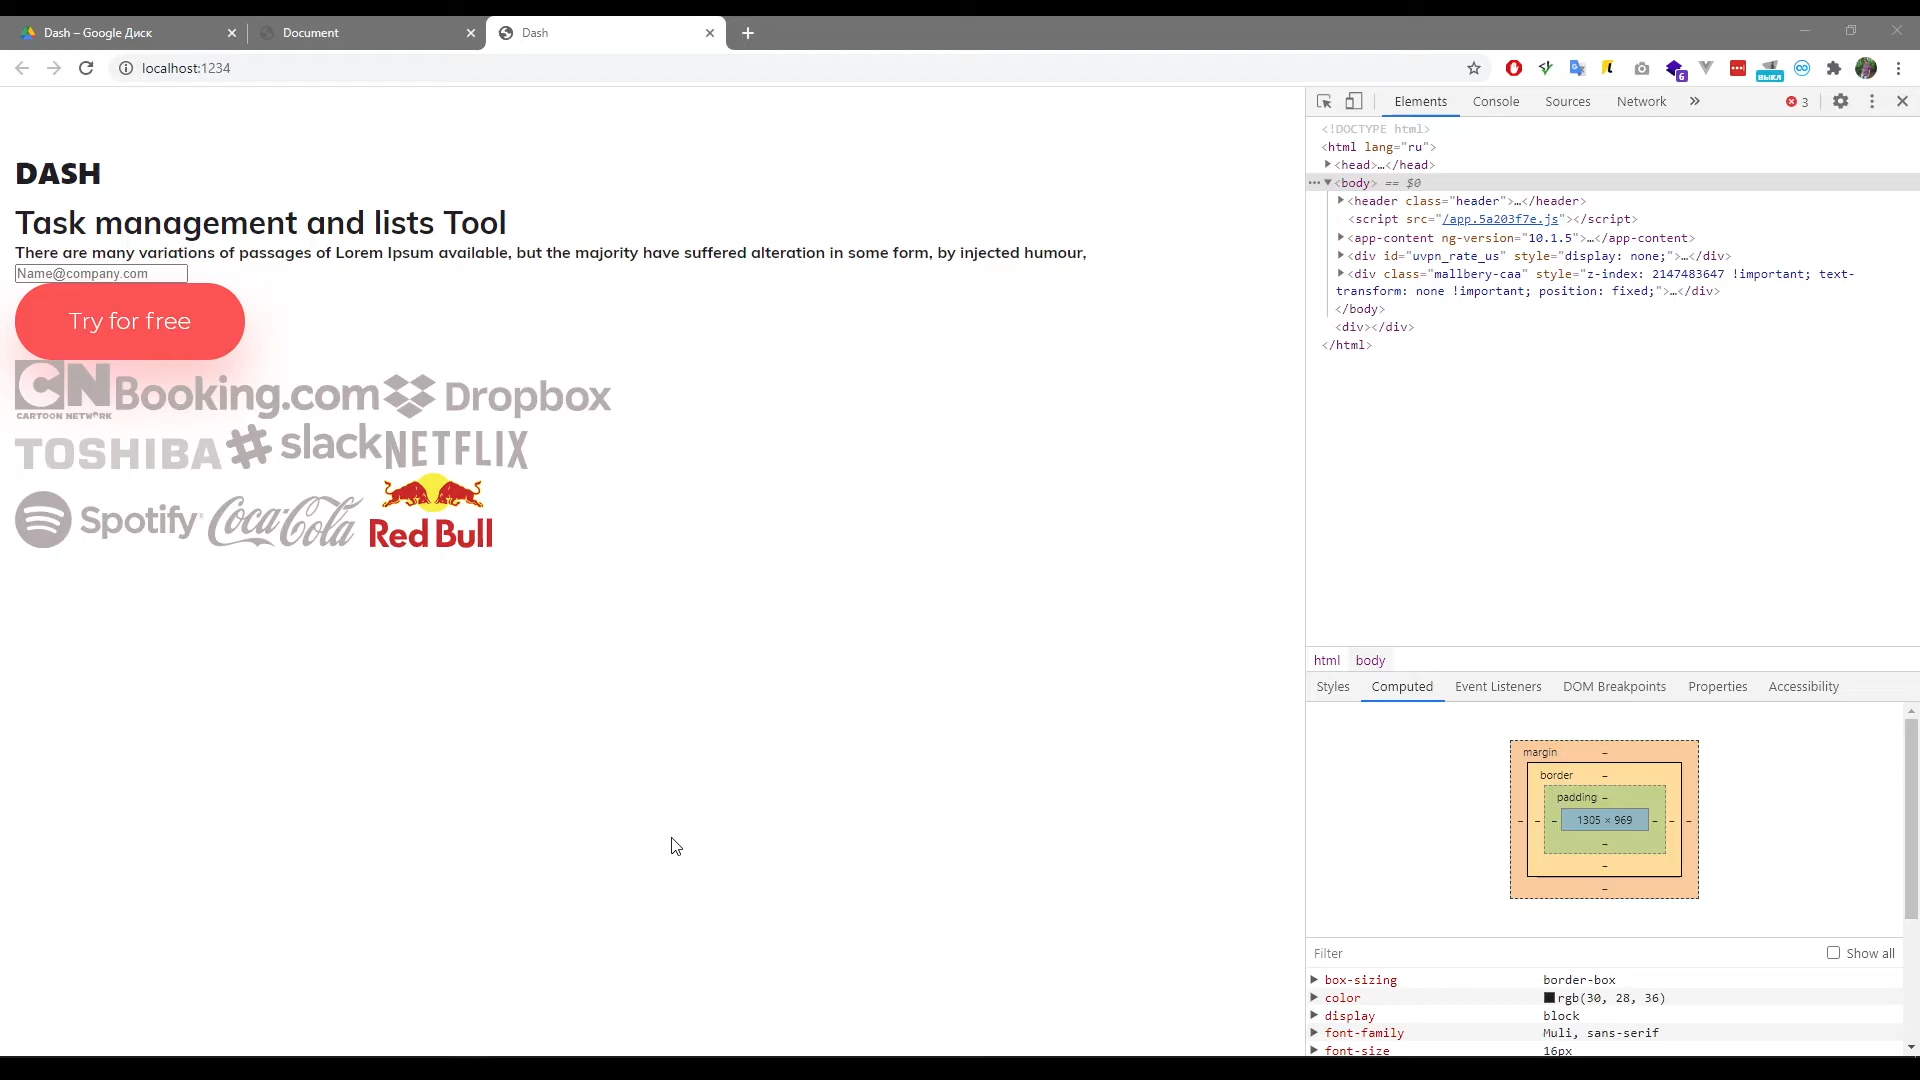 Dash – Google Диск
Document
Dash
localhost:1234
6
выкл
DASH
Task management and lists Tool
There are many variations of passages of Lorem Ipsum available, but the majority have suffered alteration in some form, by injected humour,
Name@company.com
Try for free
CN Booking.com Dropbox
CARTOON NETWORK
TOSHIBA slack NETFLIX
Spotify Coca-Cola Red Bull
Elements Console Sources Network 3
<!DOCTYPE html>
<html lang="ru">
<head>…</head>
<body> == $0
<header class="header">…</header>
<script src="/app.5a203f7e.js"></script>
<app-content ng-version="10.1.5">…</app-content>
<div id="uvpn_rate_us" style="display: none;">…</div>
<div class="mallbery-caa" style="z-index: 2147483647 !important; text-
transform: none !important; position: fixed;">…</div>
</body>
<div></div>
</html>
html body
Styles Computed Event Listeners DOM Breakpoints Properties Accessibility
margin –
border –
padding –
– – – 1305 × 969 – – –
–
–
–
Filter Show all
box-sizing border-box
color rgb(30, 28, 36)
display block
font-family Muli, sans-serif
font-size 16px